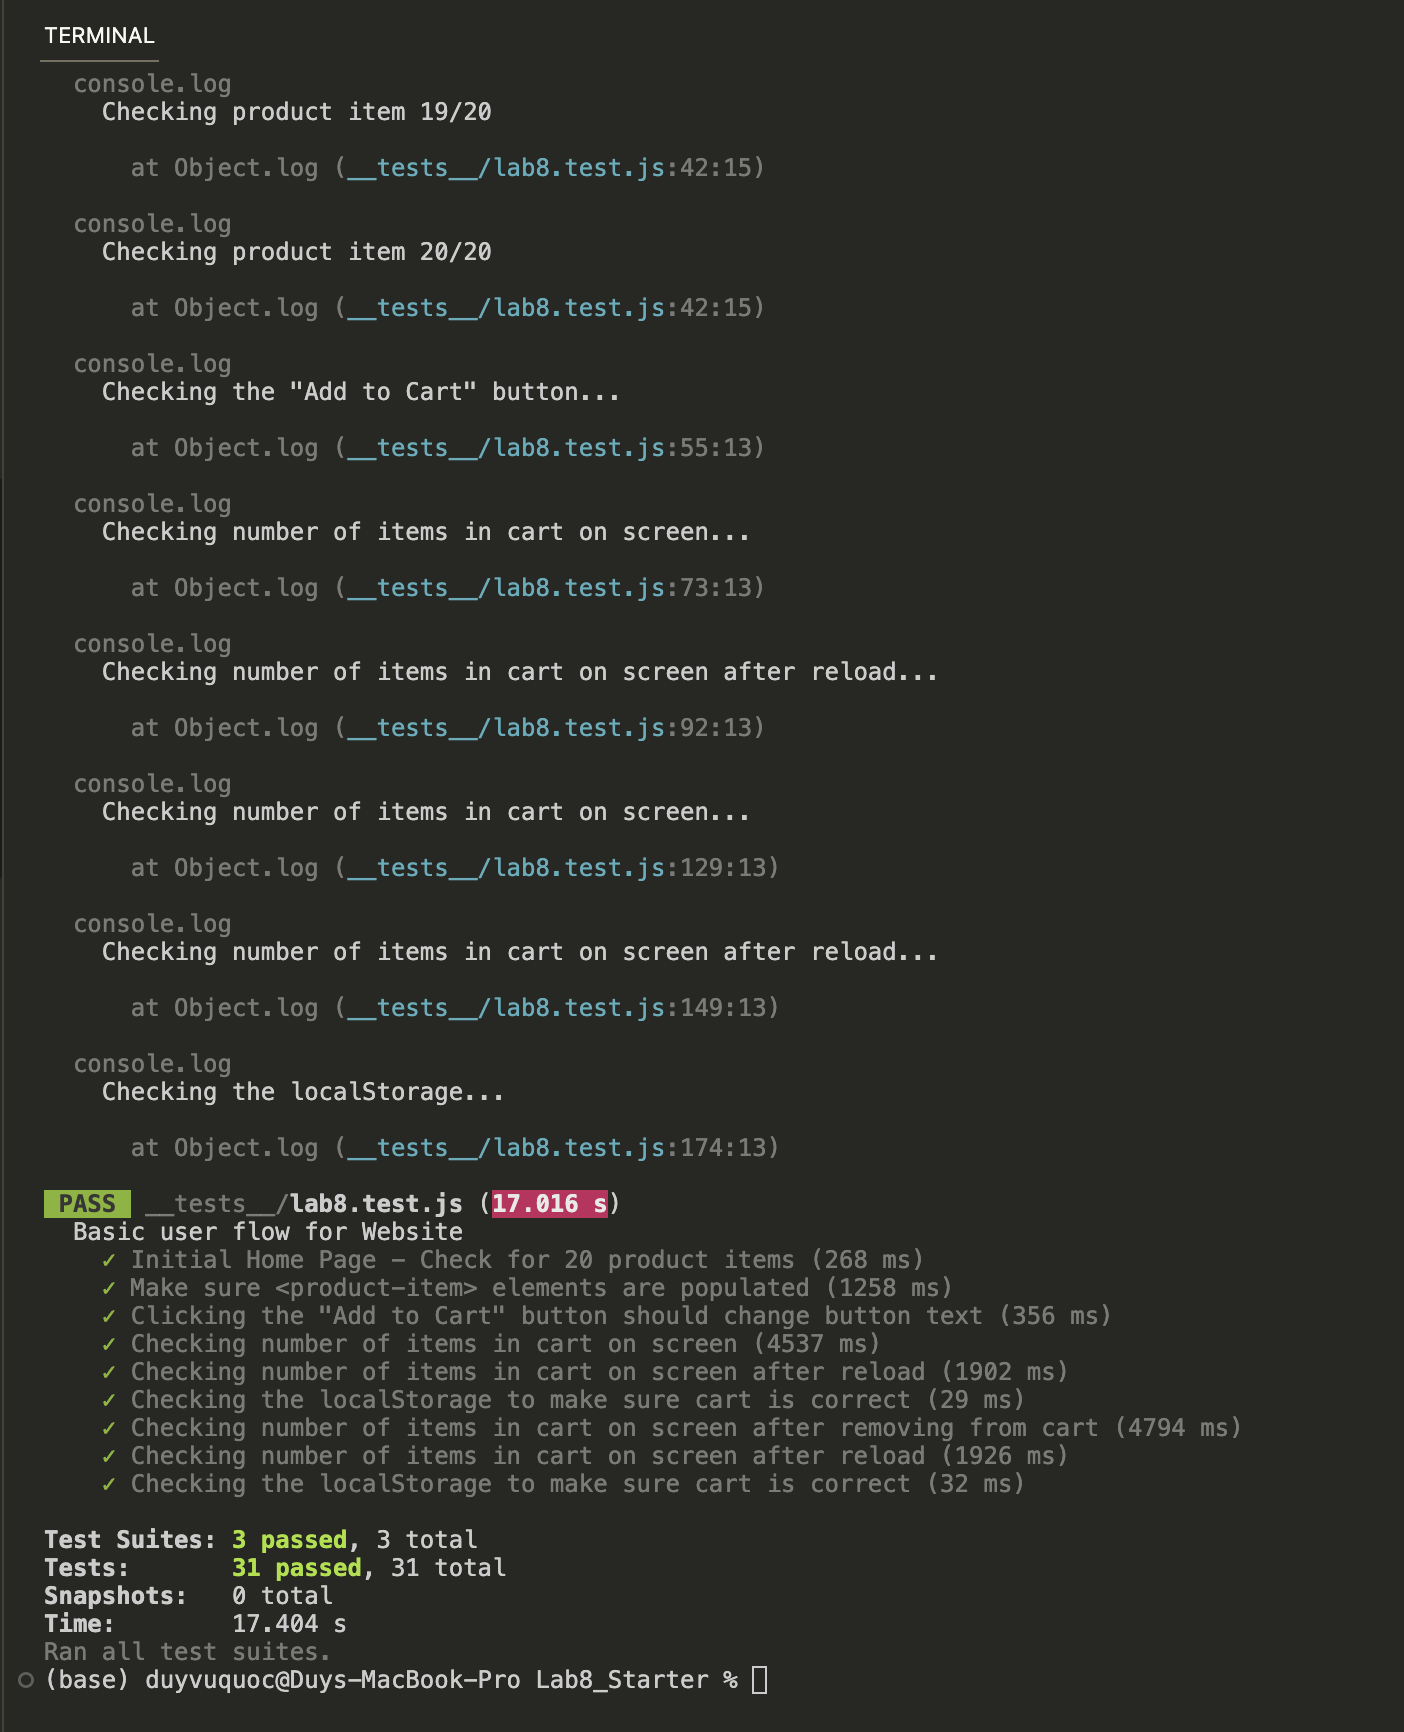 TERMINAL
console.log
Checking product item 19/20
at Object.log (__tests__/lab8.test.js:42:15)
console.log
Checking product item 20/20
at Object.log (__tests__/lab8.test.js:42:15)
console.log
Checking the "Add to Cart" button...
at Object.log (__tests__/lab8.test.js:55:13)
console.log
Checking number of items in cart on screen...
at Object.log (__tests__/lab8.test.js:73:13)
console.log
Checking number of items in cart on screen after reload...
at Object.log (__tests__/lab8.test.js:92:13)
console.log
Checking number of items in cart on screen...
at Object.log (__tests__/lab8.test.js:129:13)
console.log
Checking number of items in cart on screen after reload...
at Object.log (__tests__/lab8.test.js:149:13)
console.log
Checking the localStorage...
at Object.log (__tests__/lab8.test.js:174:13)
PASS __tests__/lab8.test.js (17.016 s)
Basic user flow for Website
✓ Initial Home Page – Check for 20 product items (268 ms)
✓ Make sure <product-item> elements are populated (1258 ms)
✓ Clicking the "Add to Cart" button should change button text (356 ms)
✓ Checking number of items in cart on screen (4537 ms)
✓ Checking number of items in cart on screen after reload (1902 ms)
✓ Checking the localStorage to make sure cart is correct (29 ms)
✓ Checking number of items in cart on screen after removing from cart (4794 ms)
✓ Checking number of items in cart on screen after reload (1926 ms)
✓ Checking the localStorage to make sure cart is correct (32 ms)
Test Suites: 3 passed, 3 total
Tests: 31 passed, 31 total
Snapshots: 0 total
Time: 17.404 s
Ran all test suites.
(base) duyvuquoc@Duys-MacBook-Pro Lab8_Starter %